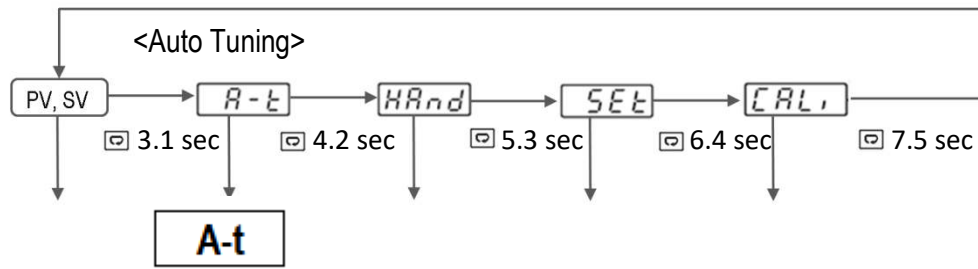 <Auto Tuning>
PV, SV A-t HAnd SEt CALi
3.1 sec 4.2 sec 5.3 sec 6.4 sec 7.5 sec
A-t